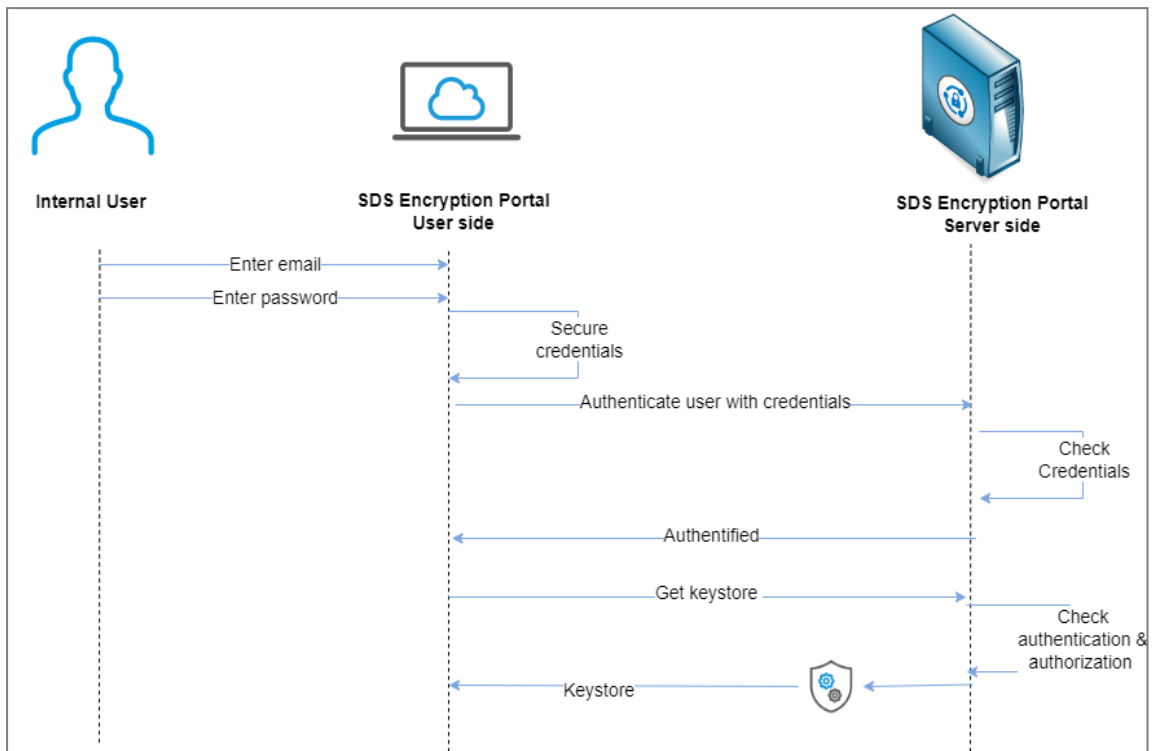 Internal User
SDS Encryption Portal
User side
SDS Encryption Portal
Server side
Enter email
Enter password
Secure
credentials
Authenticate user with credentials
Check
Credentials
Authentified
Get keystore
Check
authentication &
authorization
Keystore